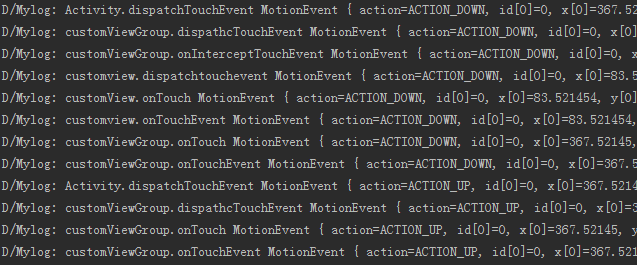 D/Mylog: Activity.dispatchTouchEvent MotionEvent { action=ACTION_DOWN, id[0]=0, x[0]=367.52
D/Mylog: customViewGroup.dispathcTouchEvent MotionEvent { action=ACTION_DOWN, id[0]=0, x[0]
D/Mylog: customViewGroup.onInterceptTouchEvent MotionEvent { action=ACTION_DOWN, id[0]=0, x
D/Mylog: customview.dispatchtouchevent MotionEvent { action=ACTION_DOWN, id[0]=0, x[0]=83.5
D/Mylog: customView.onTouch MotionEvent { action=ACTION_DOWN, id[0]=0, x[0]=83.521454, y[0]
D/Mylog: customview.onTouchEvent MotionEvent { action=ACTION_DOWN, id[0]=0, x[0]=83.521454,
D/Mylog: customViewGroup.onTouch MotionEvent { action=ACTION_DOWN, id[0]=0, x[0]=367.52145,
D/Mylog: customViewGroup.onTouchEvent MotionEvent { action=ACTION_DOWN, id[0]=0, x[0]=367.5
D/Mylog: Activity.dispatchTouchEvent MotionEvent { action=ACTION_UP, id[0]=0, x[0]=367.5214
D/Mylog: customViewGroup.dispathcTouchEvent MotionEvent { action=ACTION_UP, id[0]=0, x[0]=3
D/Mylog: customViewGroup.onTouch MotionEvent { action=ACTION_UP, id[0]=0, x[0]=367.52145, y
D/Mylog: customViewGroup.onTouchEvent MotionEvent { action=ACTION_UP, id[0]=0, x[0]=367.521